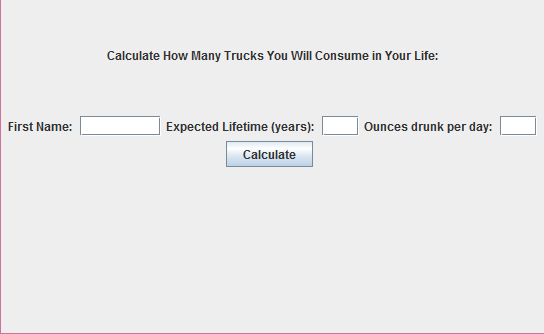 Calculate How Many Trucks You Will Consume in Your Life:
First Name: Expected Lifetime (years): Ounces drunk per day:
Calculate